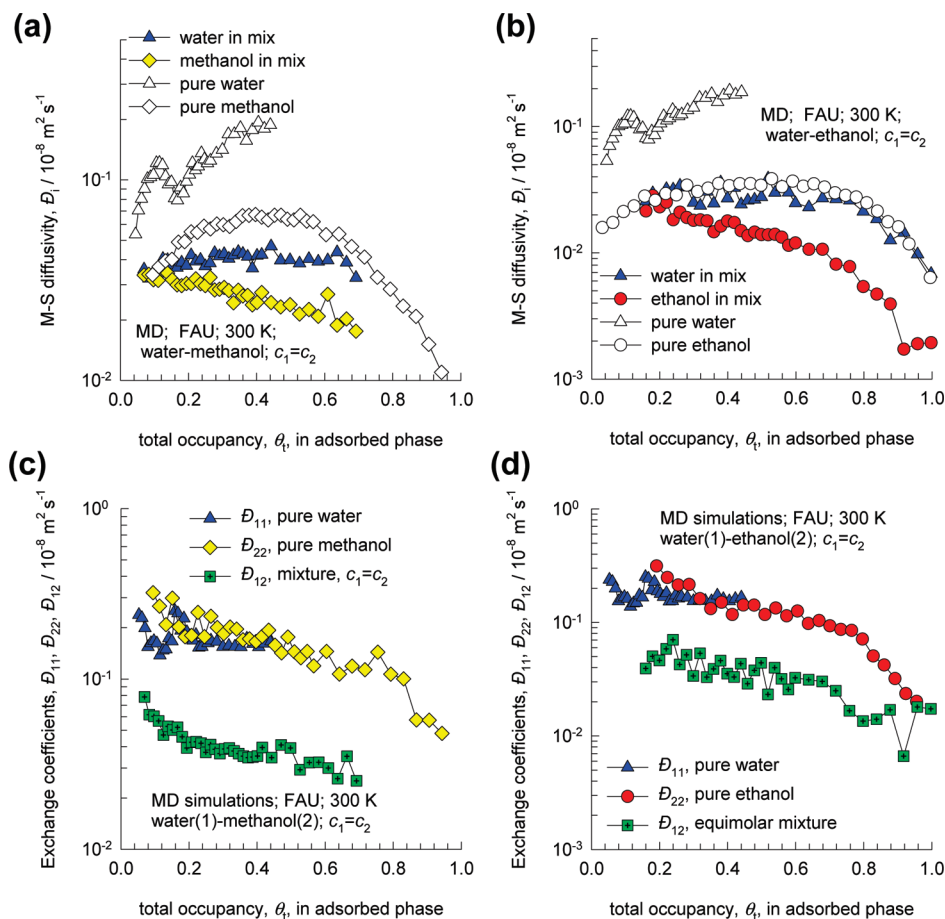 (a)
water in mix
methanol in mix
pure water
pure methanol
M-S diffusivity, Đi / 10-8 m2 s-1
10-1
10-2
MD; FAU; 300 K;
water-methanol; c1=c2
0.0 0.2 0.4 0.6 0.8 1.0
total occupancy, θt, in adsorbed phase
(b)
MD; FAU; 300 K;
water-ethanol; c1=c2
M-S diffusivity, Đi / 10-8 m2 s-1
10-1
10-2
10-3
water in mix
ethanol in mix
pure water
pure ethanol
0.0 0.2 0.4 0.6 0.8 1.0
total occupancy, θt, in adsorbed phase
(c)
Exchange coefficients, Đ11, Đ22, Đ12 / 10-8 m2 s-1
100
10-1
10-2
Đ11, pure water
Đ22, pure methanol
Đ12, mixture, c1=c2
MD simulations; FAU; 300 K
water(1)-methanol(2); c1=c2
0.0 0.2 0.4 0.6 0.8 1.0
total occupancy, θt, in adsorbed phase
(d)
Exchange coefficients, Đ11, Đ22, Đ12 / 10-8 m2 s-1
100
10-1
10-2
10-3
MD simulations; FAU; 300 K
water(1)-ethanol(2); c1=c2
Đ11, pure water
Đ22, pure ethanol
Đ12, equimolar mixture
0.0 0.2 0.4 0.6 0.8 1.0
total occupancy, θt, in adsorbed phase